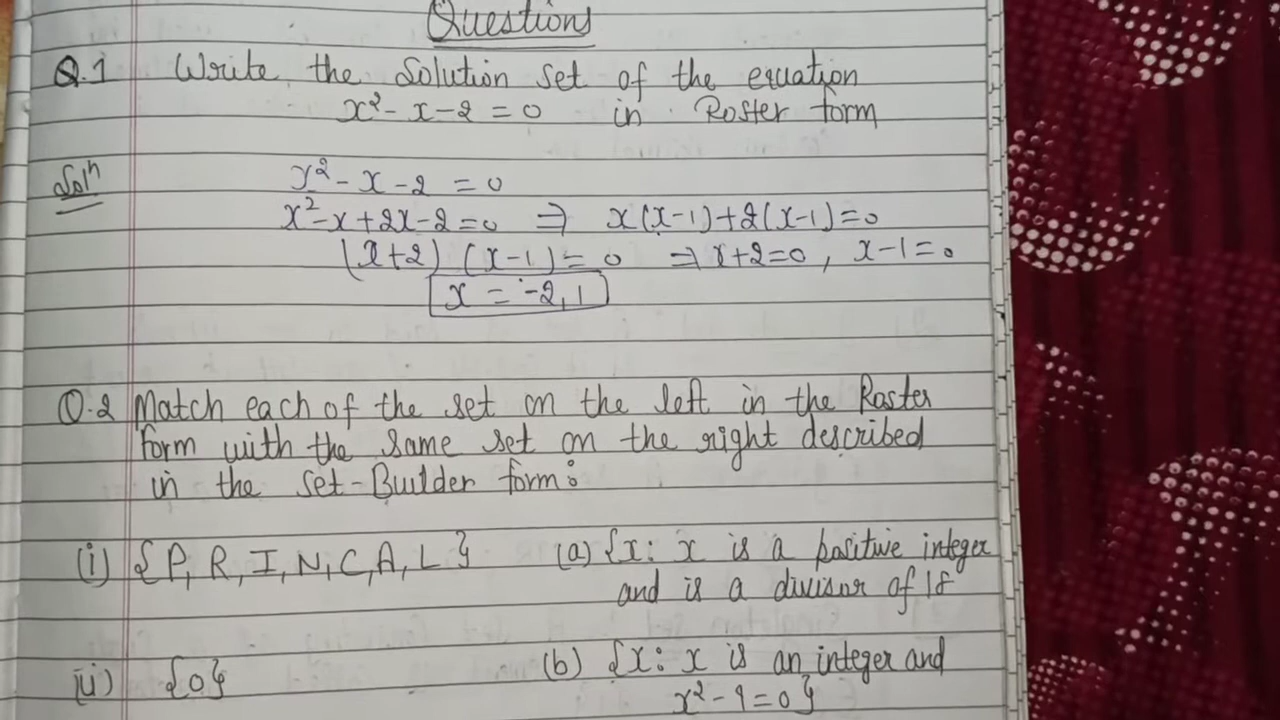 Questions
Q.1 Write the Solution set of the equation
x² - x - 2 = 0 in Roster form
Solⁿ
x² - x - 2 = 0
x² - x + 2x - 2 = 0 ⇒ x(x-1)+2(x-1)=0
(x+2) (x-1) = 0 ⇒ x+2=0, x-1=0
x = -2, 1
Q.2 Match each of the set on the left in the Roster
form with the same set on the right described
in the Set-Builder form:
(i) {P, R, I, N, C, A, L} (a) {x: x is a positive integer
and is a divisor of 18
(ii) {0} (b) {x: x is an integer and
x² - 9 = 0}